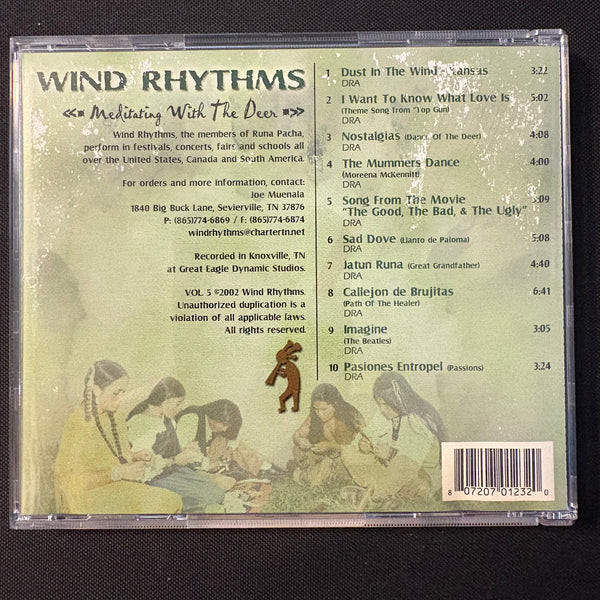 WIND RHYTHMS
Meditating With The Deer
Wind Rhythms, the members of Runa Pacha,
perform in festivals, concerts, fairs and schools all
over the United States, Canada and South America.
For orders and more information, contact:
Joe Muenala
1840 Big Buck Lane, Sevierville, TN 37876
P: (865)774-6869 / F: (865)774-6874
windrhythms@chartertn.net
Recorded in Knoxville, TN
at Great Eagle Dynamic Studios.
VOL 5 ©2002 Wind Rhythms.
Unauthorized duplication is a
violation of all applicable laws.
All rights reserved.
1 Dust In The Wind - Kansas 3:22
DRA
2 I Want To Know What Love Is 5:02
(Theme Song from "Top Gun)
DRA
3 Nostalgias (Dance Of The Deer) 4:08
DRA
4 The Mummers Dance 4:00
(Moreena McKennitt)
DRA
5 Song From The Movie :09
"The Good, The Bad, & The Ugly"
DRA
6 Sad Dove (Llanto de Paloma) 5:08
DRA
7 Jatun Runa (Great Grandfather) 4:40
DRA
8 Callejon de Brujitas 6:41
(Path Of The Healer)
DRA
9 Imagine 3:05
(The Beatles)
DRA
10 Pasiones Entropel (Passions) 3:24
DRA
8 07207 01232 0